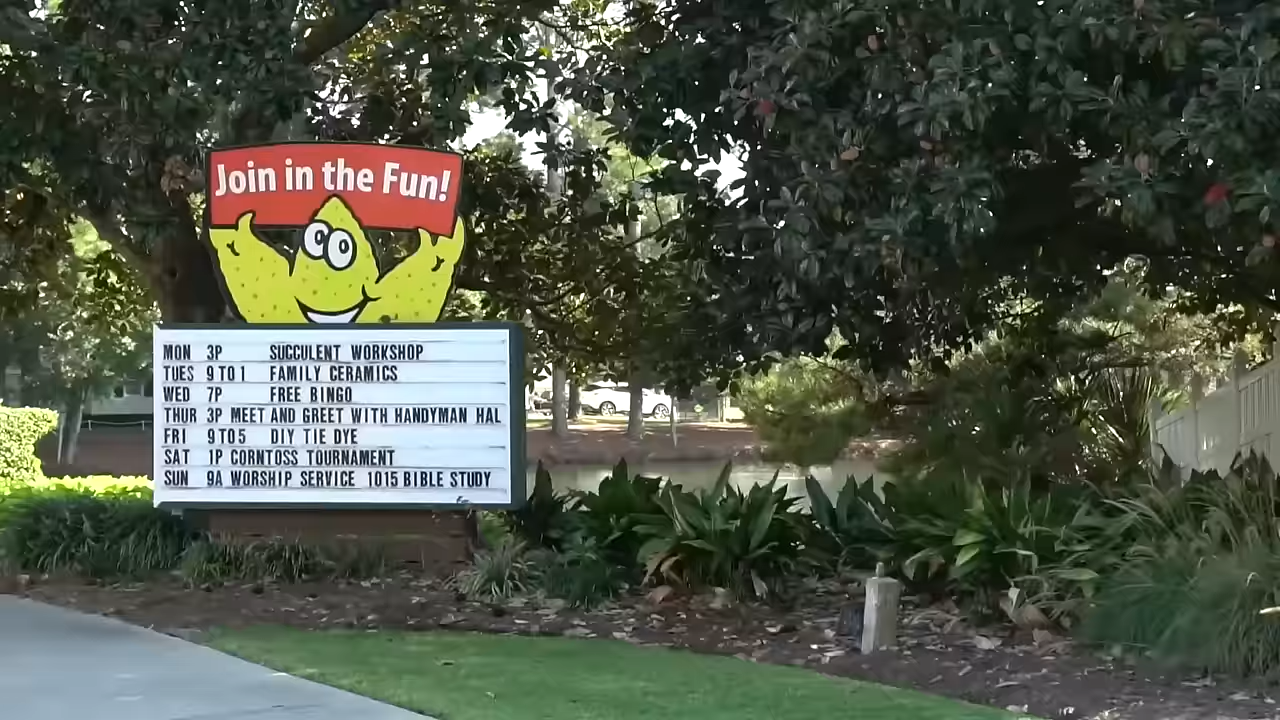 Join in the Fun!
MON 3P SUCCULENT WORKSHOP
TUES 9 TO 1 FAMILY CERAMICS
WED 7P FREE BINGO
THUR 3P MEET AND GREET WITH HANDYMAN HAL
FRI 9 TO 5 DIY TIE DYE
SAT 1P CORNTOSS TOURNAMENT
SUN 9A WORSHIP SERVICE 1015 BIBLE STUDY